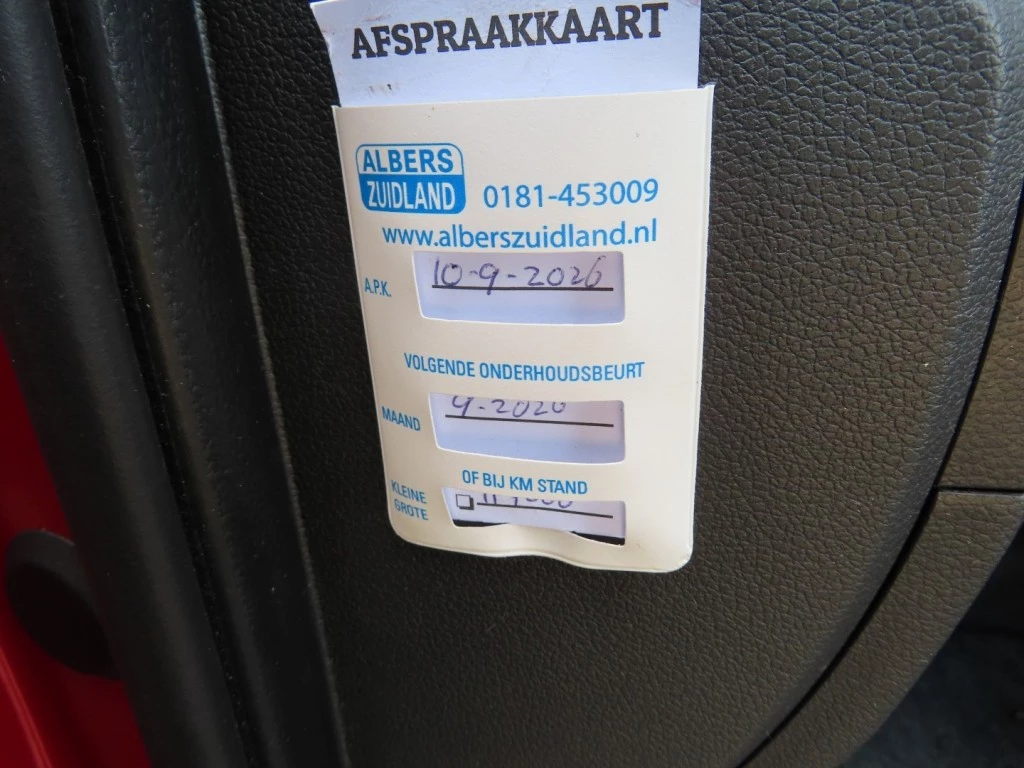 AFSPRAAKKAART
ALBERS
ZUIDLAND
0181-453009
www.alberszuidland.nl
A.P.K.
10-9-2026
VOLGENDE ONDERHOUDSBEURT
MAAND
9-2026
OF BIJ KM STAND
KLEINE
GROTE